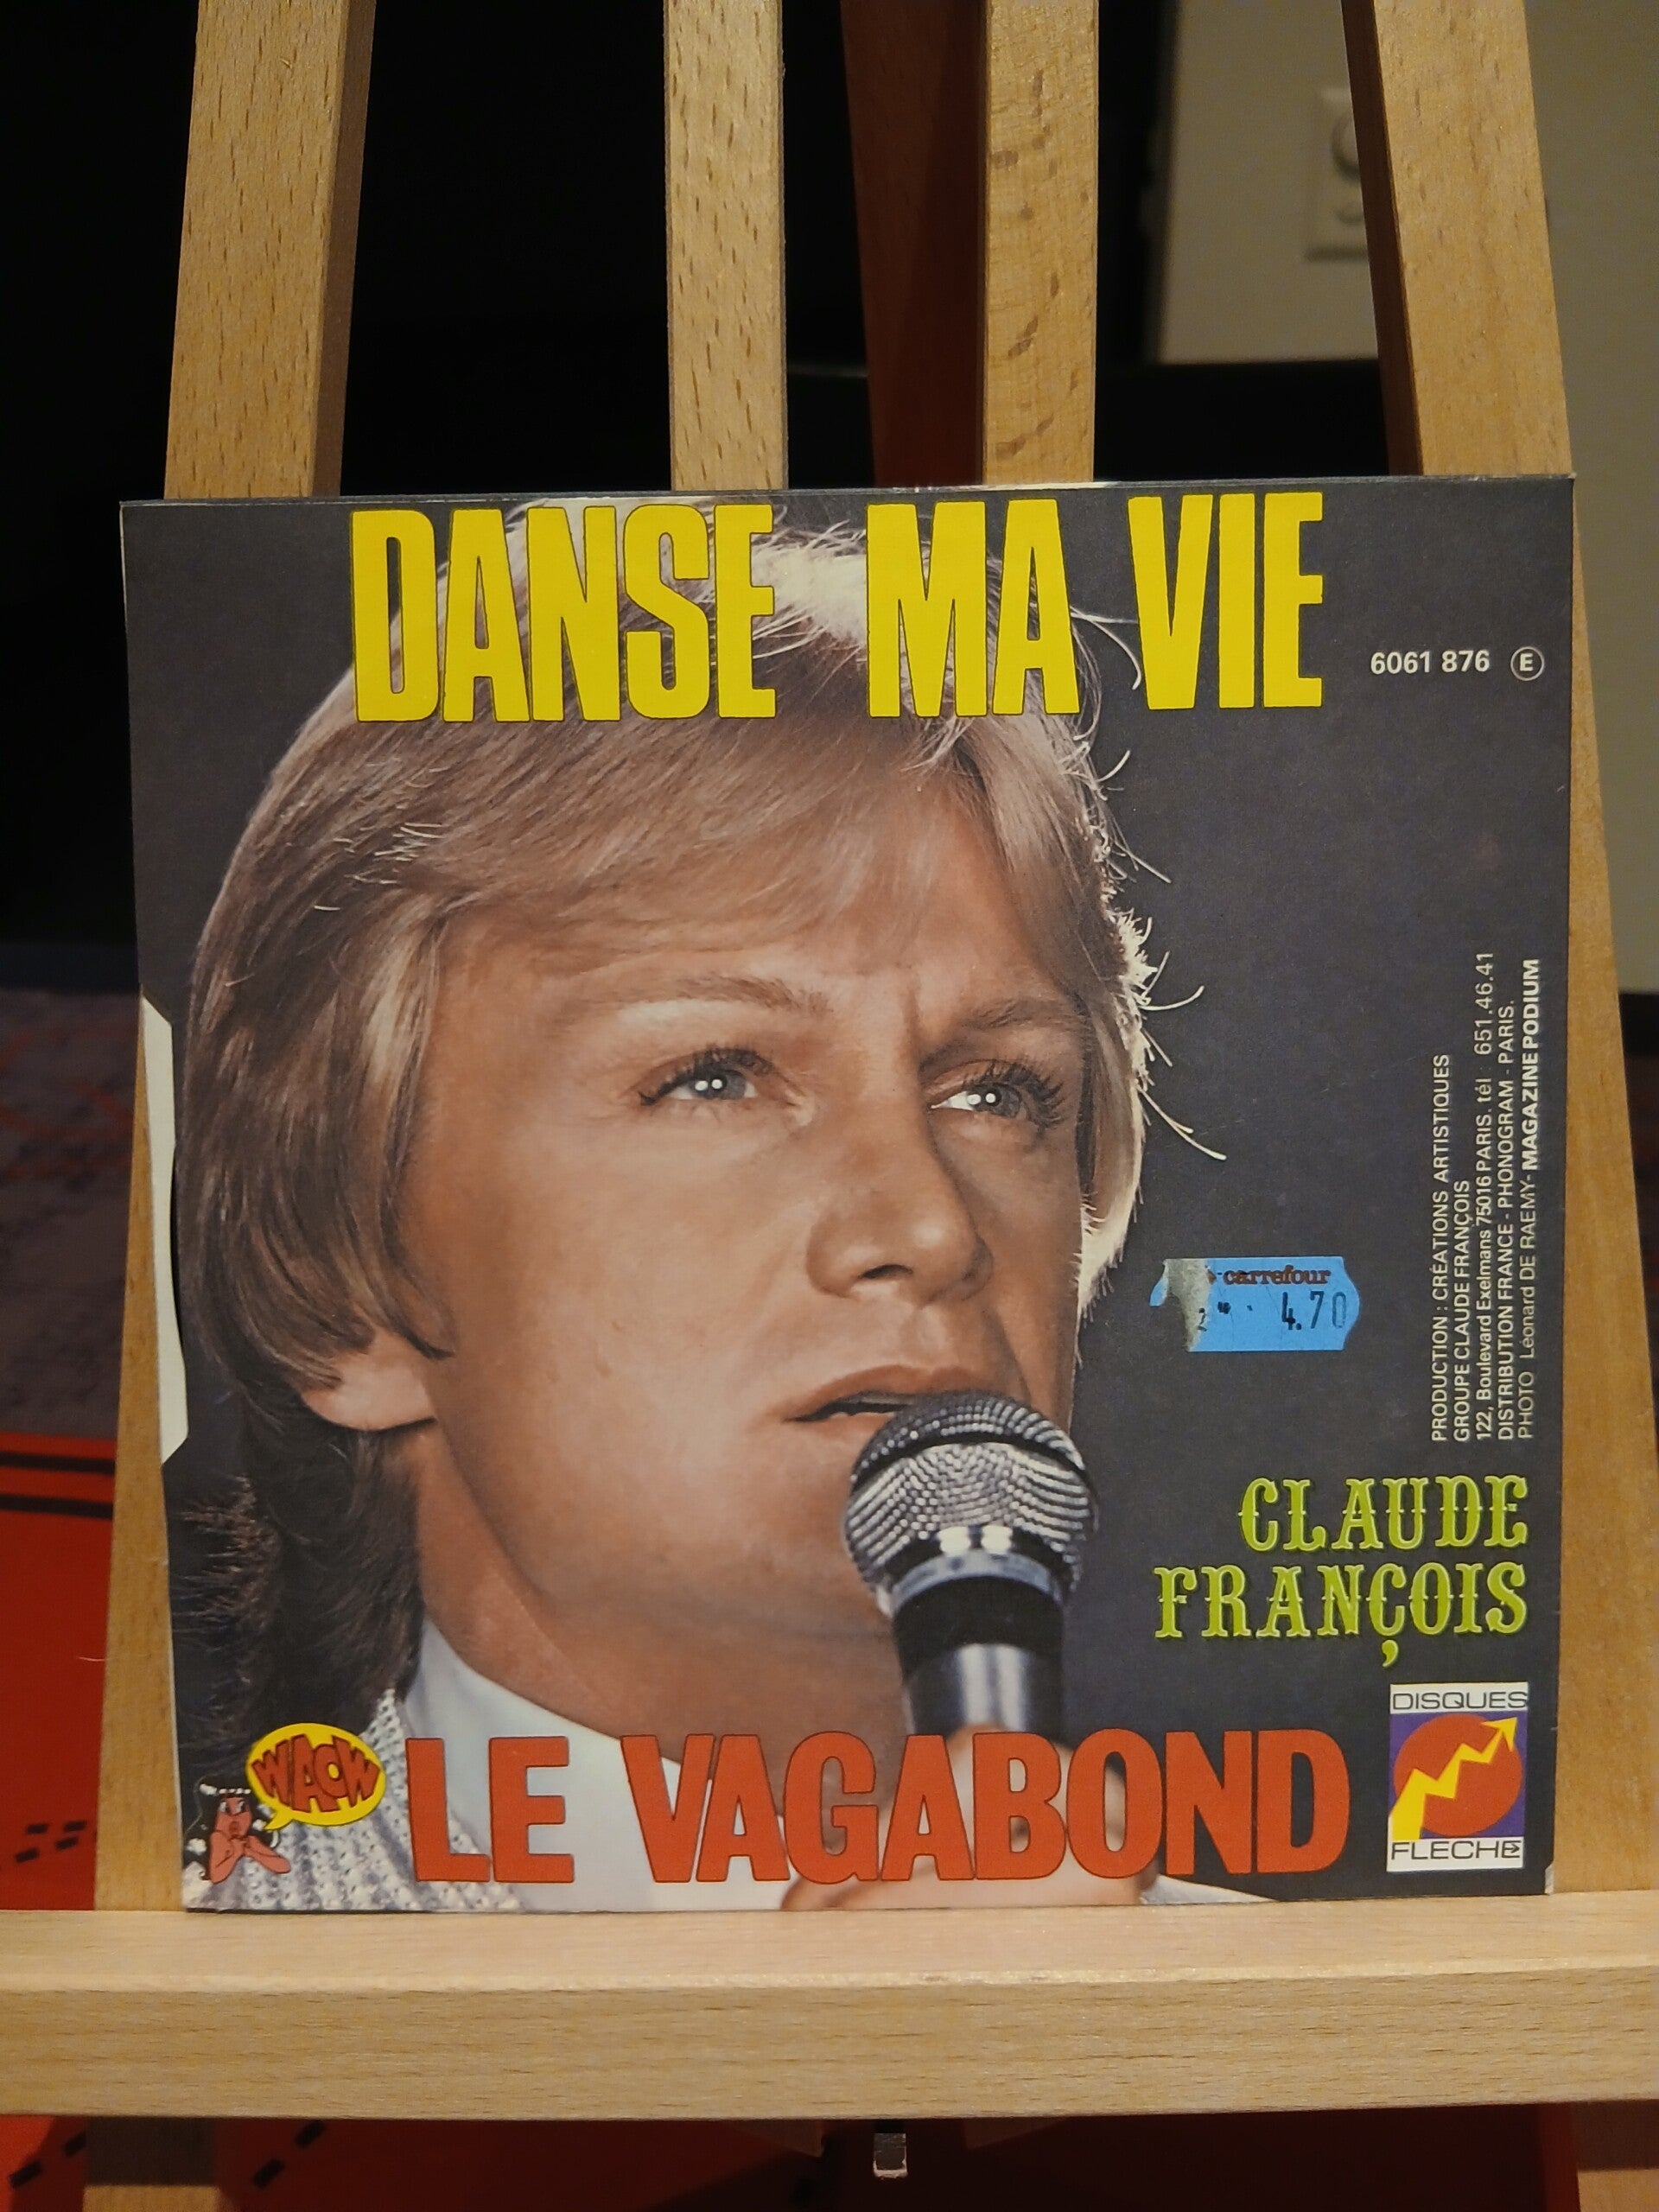 DANSE MA VIE
6061 876 E
PRODUCTION : CRÉATIONS ARTISTIQUES
GROUPE CLAUDE FRANÇOIS
122, Boulevard Exelmans 75016 PARIS. tél : 651.46.41
DISTRIBUTION FRANCE - PHONOGRAM - PARIS.
PHOTO Léonard DE RAEMY - MAGAZINE PODIUM
carrefour
4.70
CLAUDE
FRANÇOIS
WAOW
LE VAGABOND
DISQUES
FLECHE